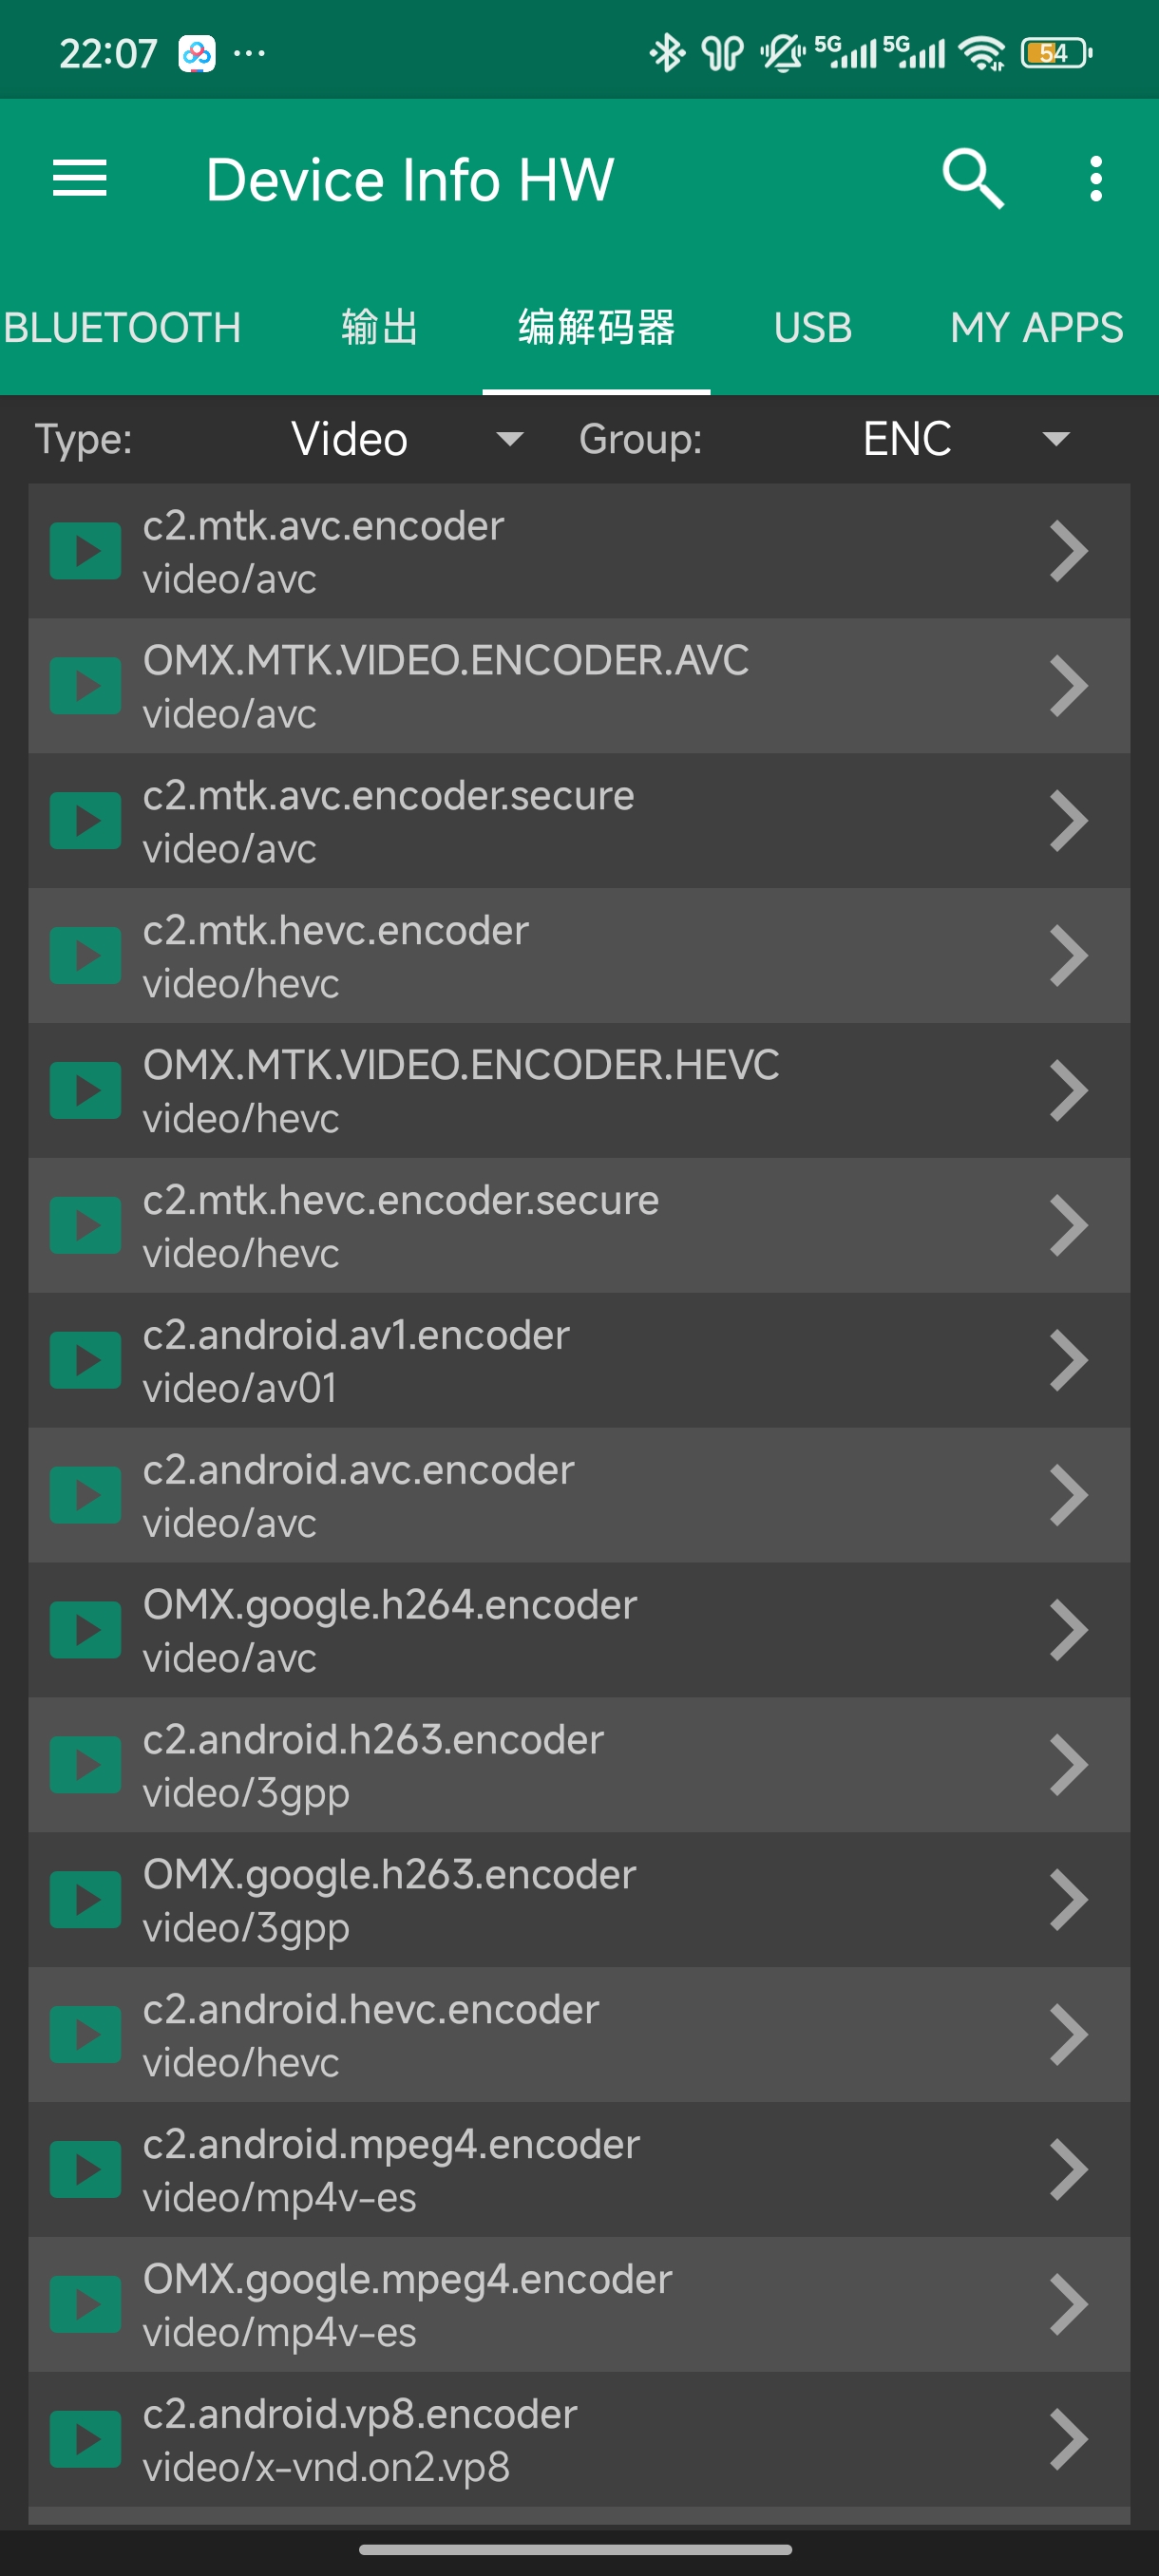 22:07 ... 5G 5G 54
Device Info HW
BLUETOOTH 输出 编解码器 USB MY APPS
Type: Video Group: ENC
c2.mtk.avc.encoder
video/avc
OMX.MTK.VIDEO.ENCODER.AVC
video/avc
c2.mtk.avc.encoder.secure
video/avc
c2.mtk.hevc.encoder
video/hevc
OMX.MTK.VIDEO.ENCODER.HEVC
video/hevc
c2.mtk.hevc.encoder.secure
video/hevc
c2.android.av1.encoder
video/av01
c2.android.avc.encoder
video/avc
OMX.google.h264.encoder
video/avc
c2.android.h263.encoder
video/3gpp
OMX.google.h263.encoder
video/3gpp
c2.android.hevc.encoder
video/hevc
c2.android.mpeg4.encoder
video/mp4v-es
OMX.google.mpeg4.encoder
video/mp4v-es
c2.android.vp8.encoder
video/x-vnd.on2.vp8